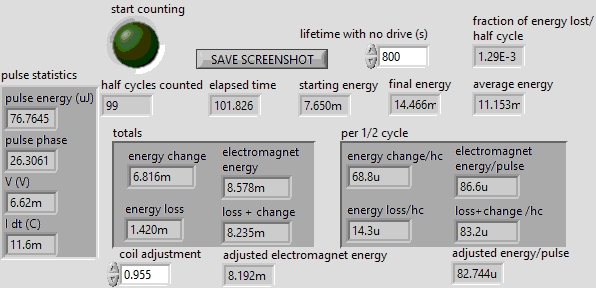 start counting
lifetime with no drive (s)
fraction of energy lost/
half cycle
SAVE SCREENSHOT
800
1.29E-3
pulse statistics
half cycles counted
elapsed time
starting energy
final energy
average energy
99
101.826
7.650m
14.466m
11.153m
pulse energy (uJ)
76.7645
pulse phase
26.3061
V (V)
6.62m
I dt (C)
11.6m
totals
energy change
6.816m
electromagnet
energy
8.578m
energy loss
1.420m
loss + change
8.235m
per 1/2 cycle
energy change/hc
68.8u
electromagnet
energy/pulse
86.6u
energy loss/hc
14.3u
loss+change /hc
83.2u
coil adjustment
0.955
adjusted electromagnet energy
8.192m
adjusted energy/pulse
82.744u